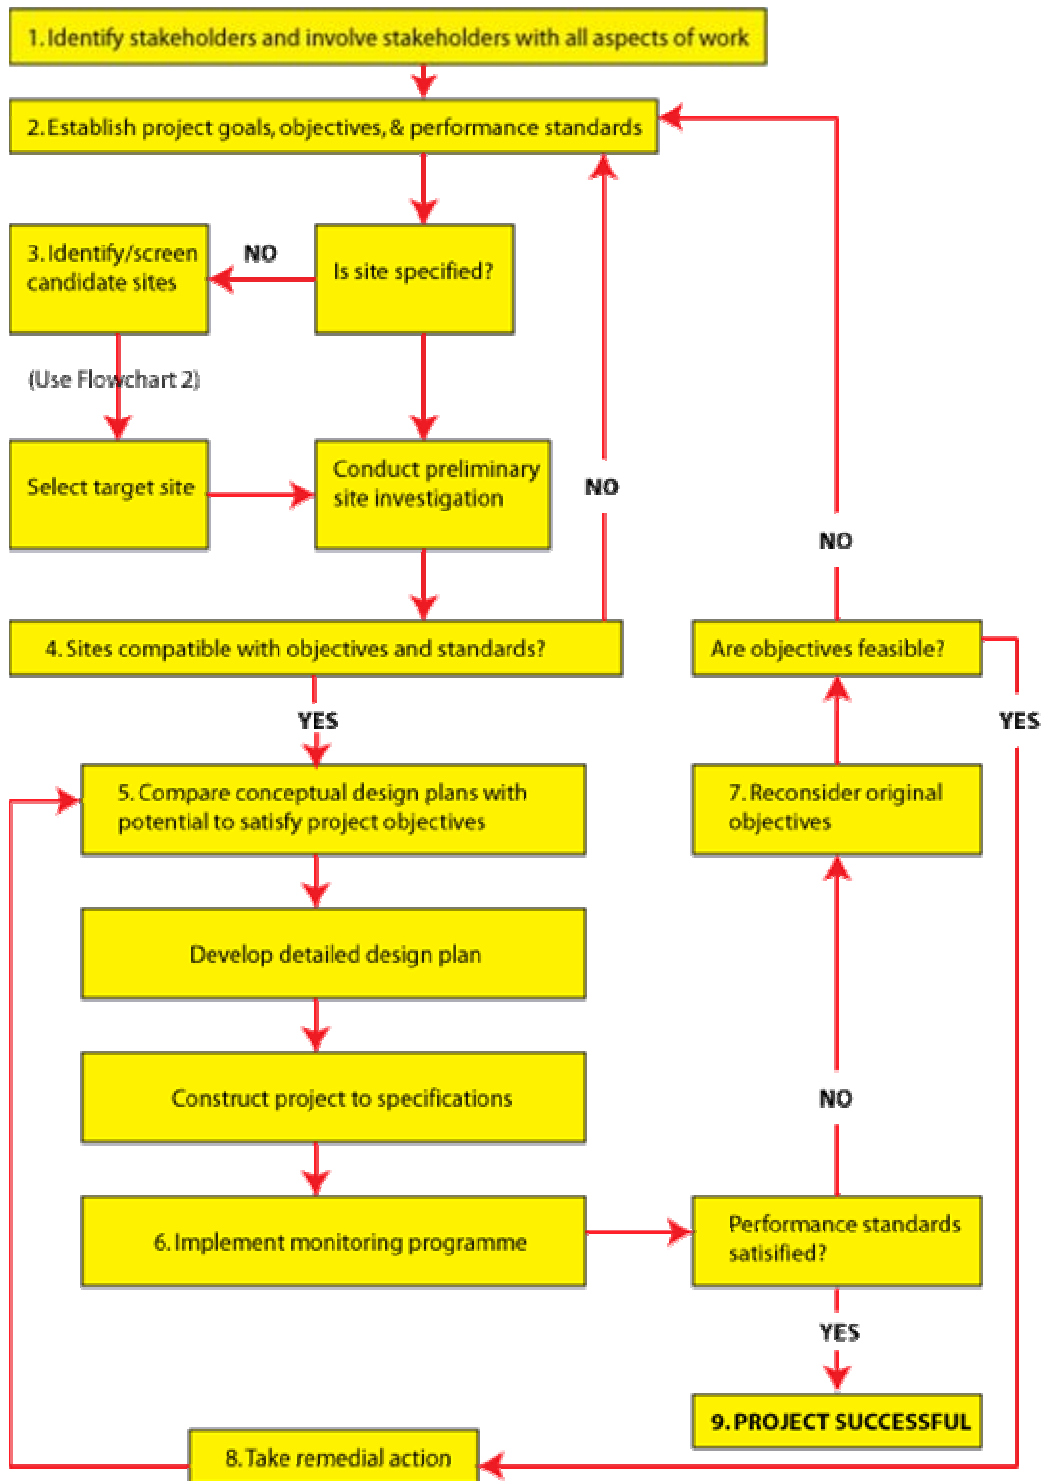 1. Identify stakeholders and involve stakeholders with all aspects of work
2. Establish project goals, objectives, & performance standards
3. Identify/screen
candidate sites
NO
Is site specified?
(Use Flowchart 2)
Select target site
Conduct preliminary
site investigation
NO
NO
4. Sites compatible with objectives and standards?
Are objectives feasible?
YES
YES
5. Compare conceptual design plans with
potential to satisfy project objectives
7. Reconsider original
objectives
Develop detailed design plan
Construct project to specifications
NO
6. Implement monitoring programme
Performance standards
satisified?
YES
9. PROJECT SUCCESSFUL
8. Take remedial action